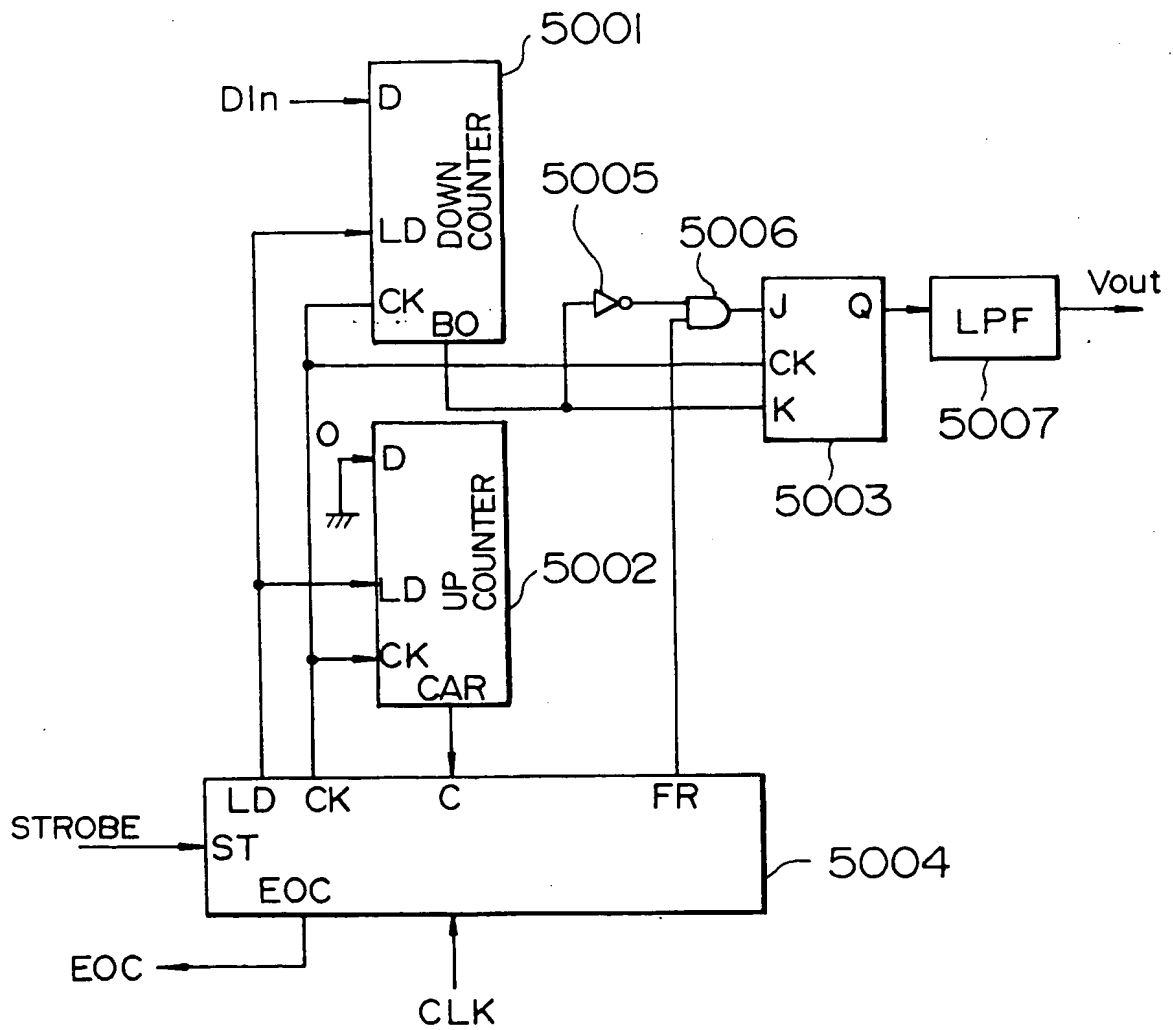 5001
DIn
D
DOWN COUNTER
LD
CK
BO
5005
5006
J
Q
CK
K
LPF
Vout
5007
5003
0
D
UP COUNTER
LD
CK
CAR
5002
LD
CK
C
FR
STROBE
ST
EOC
5004
EOC
CLK